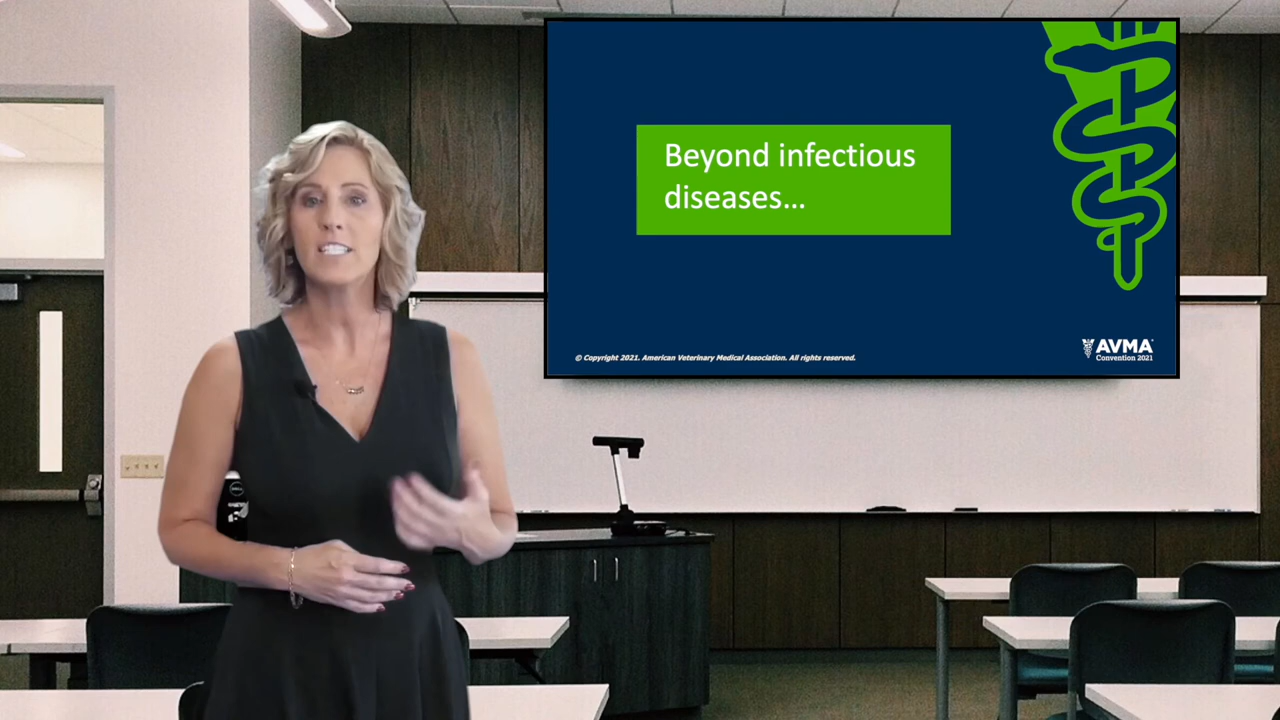 Beyond infectious
diseases...
© Copyright 2021. American Veterinary Medical Association. All rights reserved.
AVMA
Convention 2021